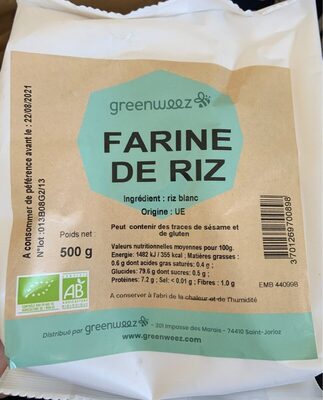 greenweez
FARINE
DE RIZ
Ingrédient : riz blanc
Origine : UE
A consommer de péférence avant le : 22/08/2021
N°lot :013B08G2/13
Poids net :
500 g
Peut contenir des traces de sésame et
de gluten
Valeurs nutritionnelles moyennes pour 100g.
Energie: 1482 kJ / 355 kcal ; Matières grasses :
0.6 g dont acides gras saturés: 0.4 g ;
Glucides: 79.6 g dont sucres: 0.5 g ;
Protéines: 7.2 g ; Sel: < 0.01 g ; Fibres : 1.0 g
A conserver à l'abri de la chaleur et de l'humidité
3701269700898
EMB 44099B
AB
Distribué par greenweez - 201 Impasse des Marais - 74410 Saint-Jorioz
www.greenweez.com